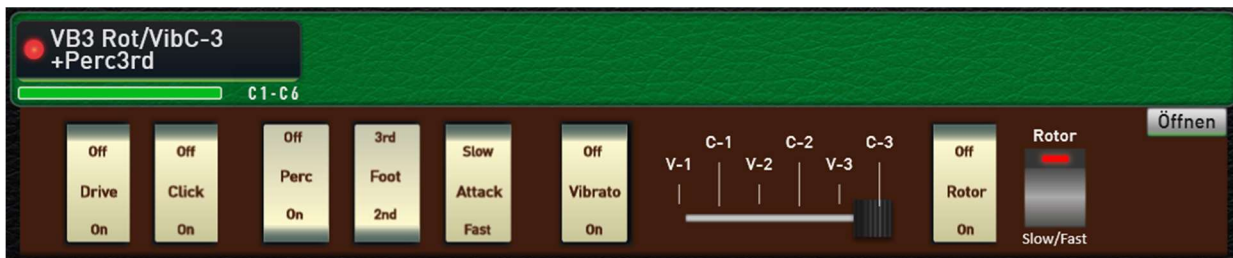 VB3 Rot/VibC-3
+Perc3rd
C1-C6
Öffnen
Off
Drive
On
Off
Click
On
Off
Perc
On
3rd
Foot
2nd
Slow
Attack
Fast
Off
Vibrato
On
V-1
C-1
V-2
C-2
V-3
C-3
Off
Rotor
On
Rotor
Slow/Fast